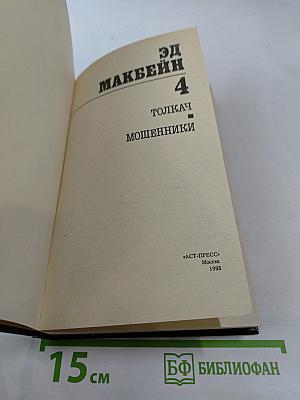 ЭД
МАКБЕЙН
4
ТОЛКАЧ
МОШЕННИКИ
«АСТ-ПРЕСС»
Москва
1993
15 см
БФ БИБЛИОФАН